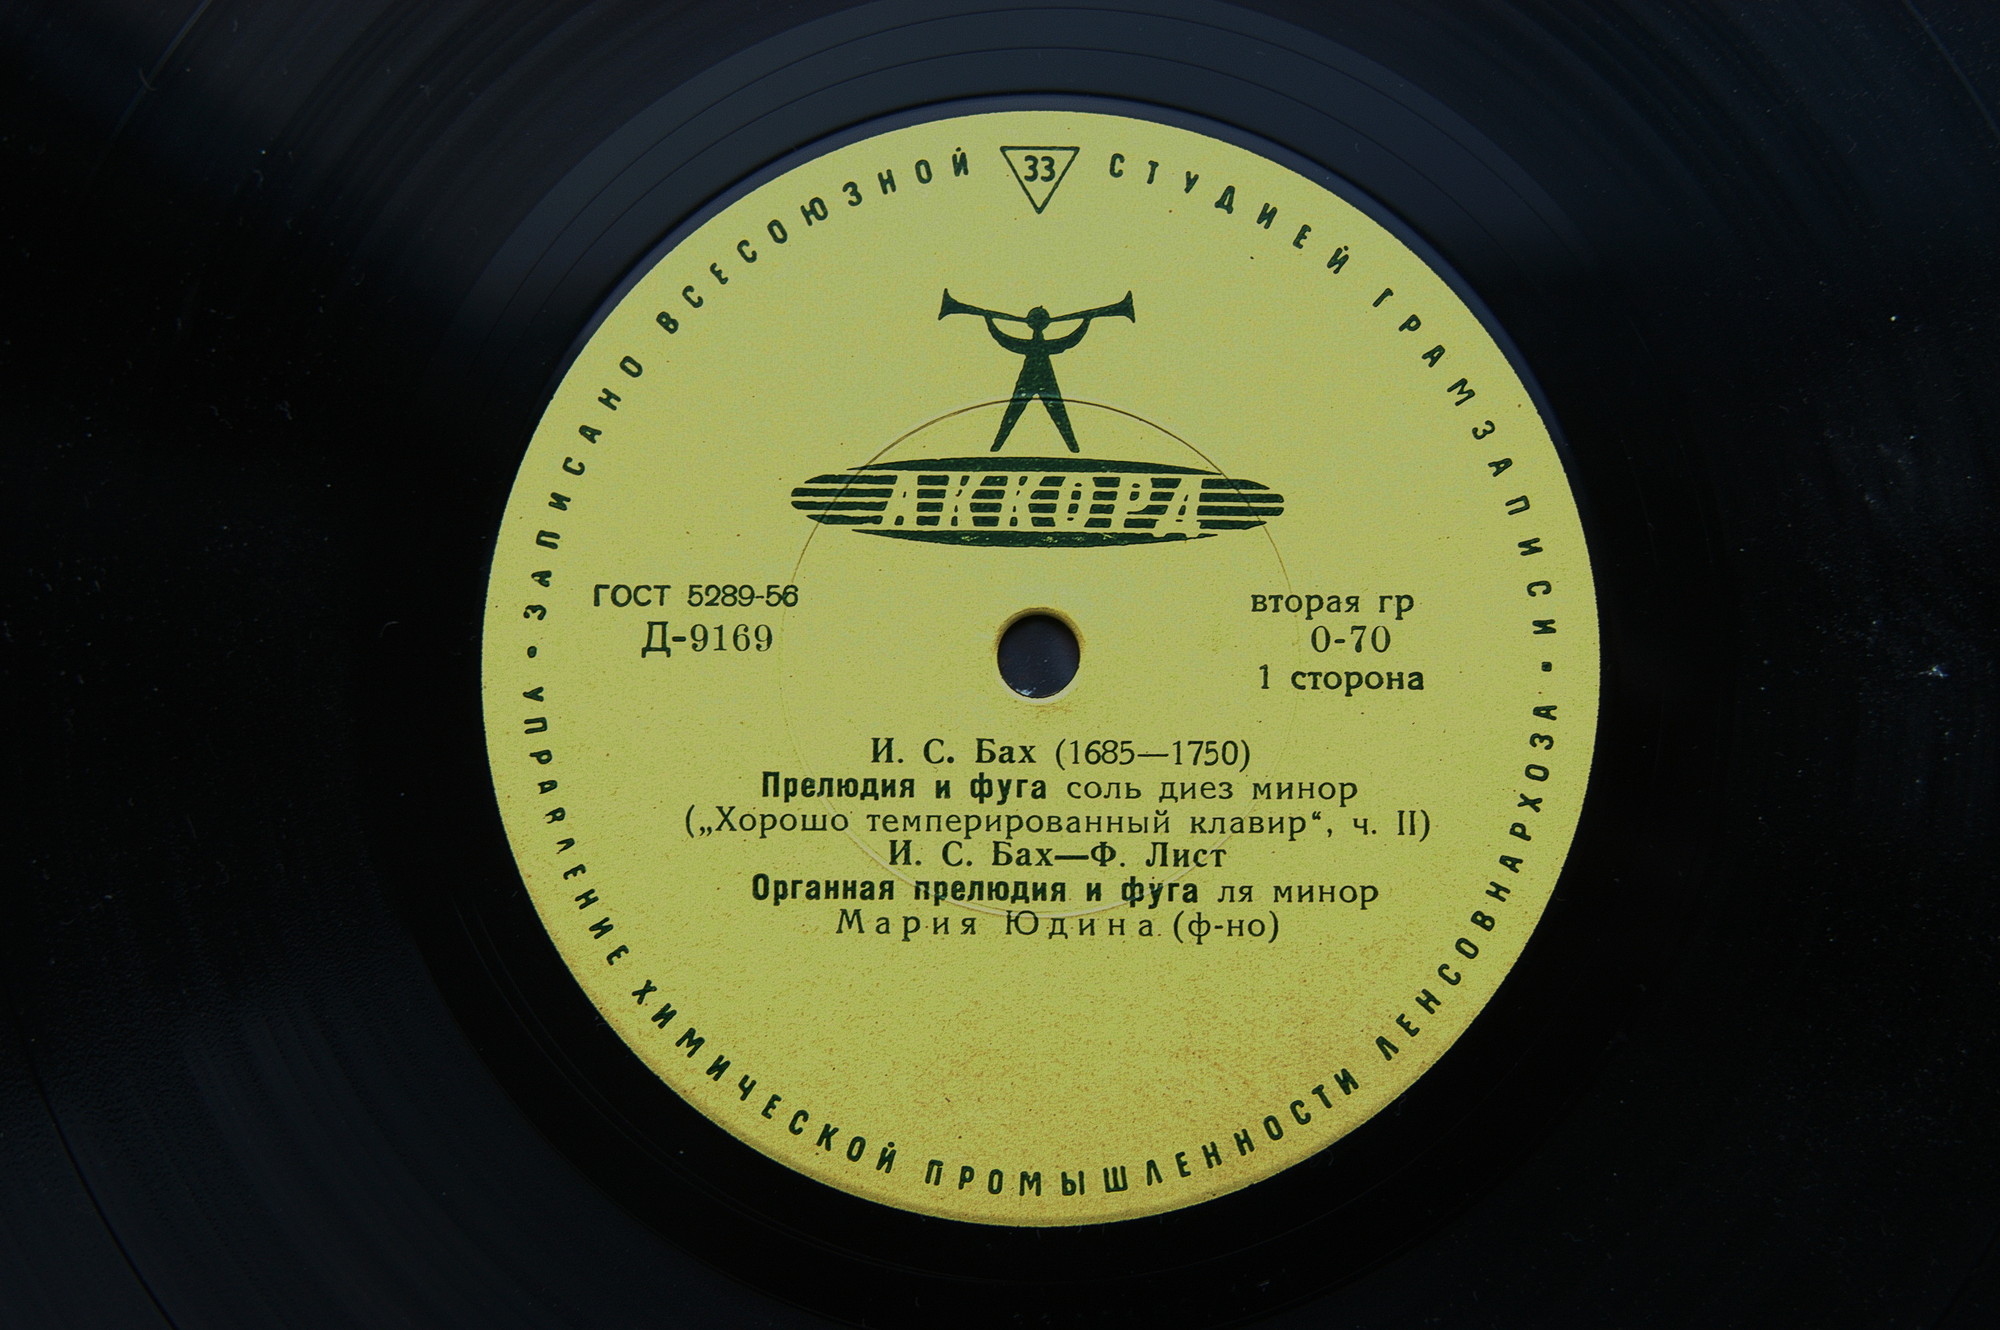 ЗАПИСАНО ВСЕСОЮЗНОЙ 33 СТУДИЕЙ ГРАМЗАПИСИ
АККОРД
ГОСТ 5289-56
Д-9169
вторая гр
0-70
1 сторона
И. С. Бах (1685—1750)
Прелюдия и фуга соль диез минор
(„Хорошо темперированный клавир“, ч. II)
И. С. Бах—Ф. Лист
Органная прелюдия и фуга ля минор
Мария Юдина (ф-но)
УПРАВЛЕНИЕ ХИМИЧЕСКОЙ ПРОМЫШЛЕННОСТИ ЛЕНСОВНАРХОЗА